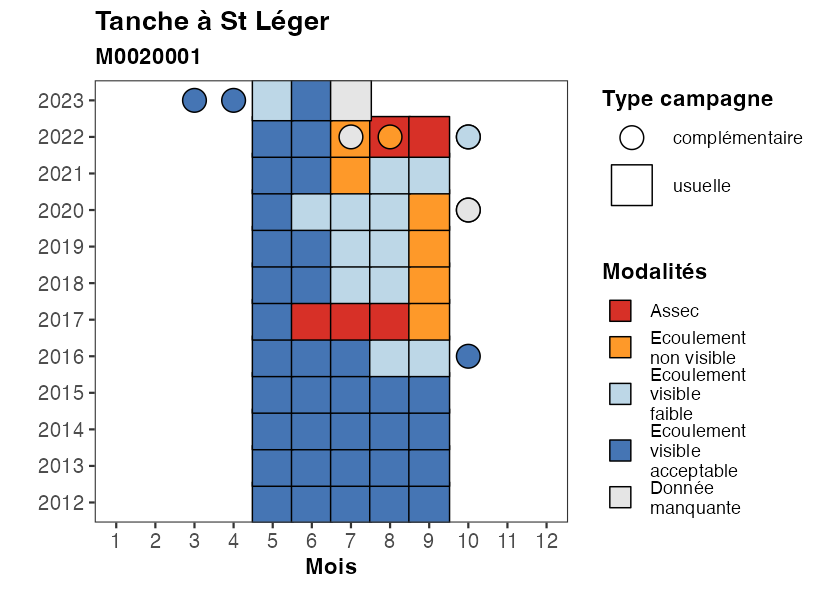 Tanche à St Léger
M0020001
2023
2022
2021
2020
2019
2018
2017
2016
2015
2014
2013
2012
1 2 3 4 5 6 7 8 9 10 11 12
Mois
Type campagne
complémentaire
usuelle
Modalités
Assec
Ecoulement
non visible
Ecoulement
visible
faible
Ecoulement
visible
acceptable
Donnée
manquante